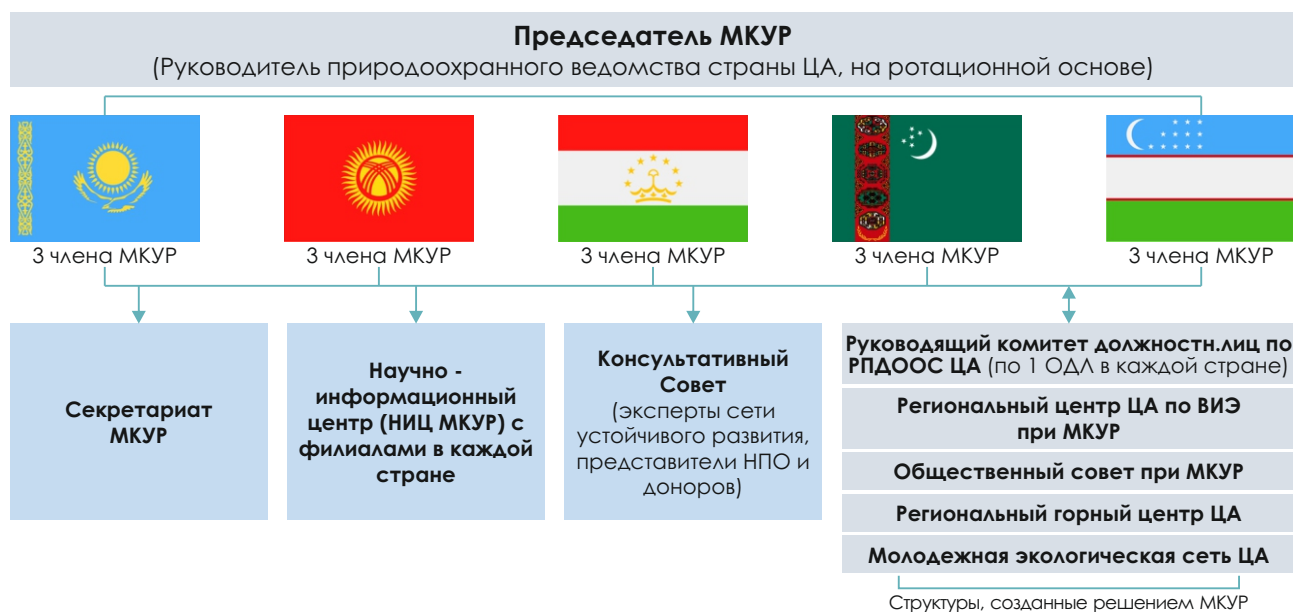 Председатель МКУР
(Руководитель природоохранного ведомства страны ЦА, на ротационной основе)
3 члена МКУР
3 члена МКУР
3 члена МКУР
3 члена МКУР
3 члена МКУР
Секретариат
МКУР
Научно -
информационный
центр (НИЦ МКУР) с
филиалами в каждой
стране
Консультативный
Совет
(эксперты сети
устойчивого развития,
представители НПО и
доноров)
Руководящий комитет должностн.лиц по
РПДООС ЦА (по 1 ОДЛ в каждой стране)
Региональный центр ЦА по ВИЭ
при МКУР
Общественный совет при МКУР
Региональный горный центр ЦА
Молодежная экологическая сеть ЦА
Структуры, созданные решением МКУР